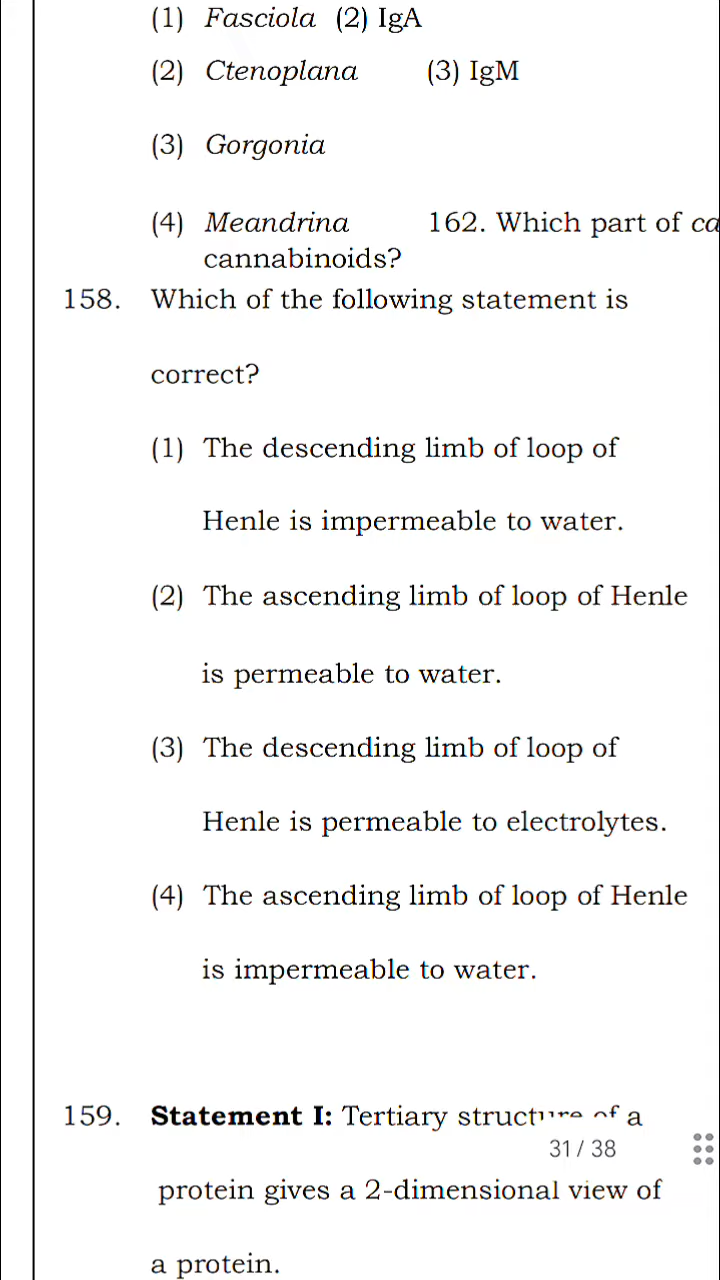 (1) Fasciola (2) IgA
(2) Ctenoplana (3) IgM
(3) Gorgonia
(4) Meandrina 162. Which part of ca
cannabinoids?
158. Which of the following statement is
correct?
(1) The descending limb of loop of
Henle is impermeable to water.
(2) The ascending limb of loop of Henle
is permeable to water.
(3) The descending limb of loop of
Henle is permeable to electrolytes.
(4) The ascending limb of loop of Henle
is impermeable to water.
159. Statement I: Tertiary structure of a
31 / 38
protein gives a 2-dimensional view of
a protein.